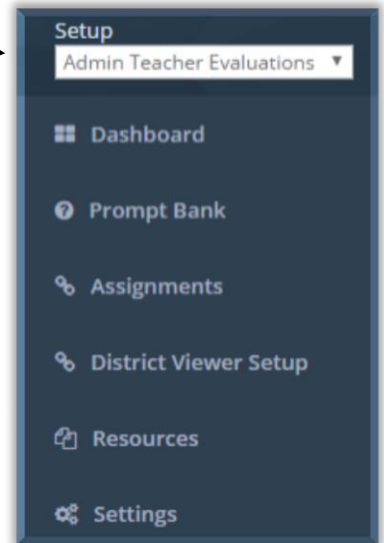 Setup
Admin Teacher Evaluations
Dashboard
Prompt Bank
Assignments
District Viewer Setup
Resources
Settings